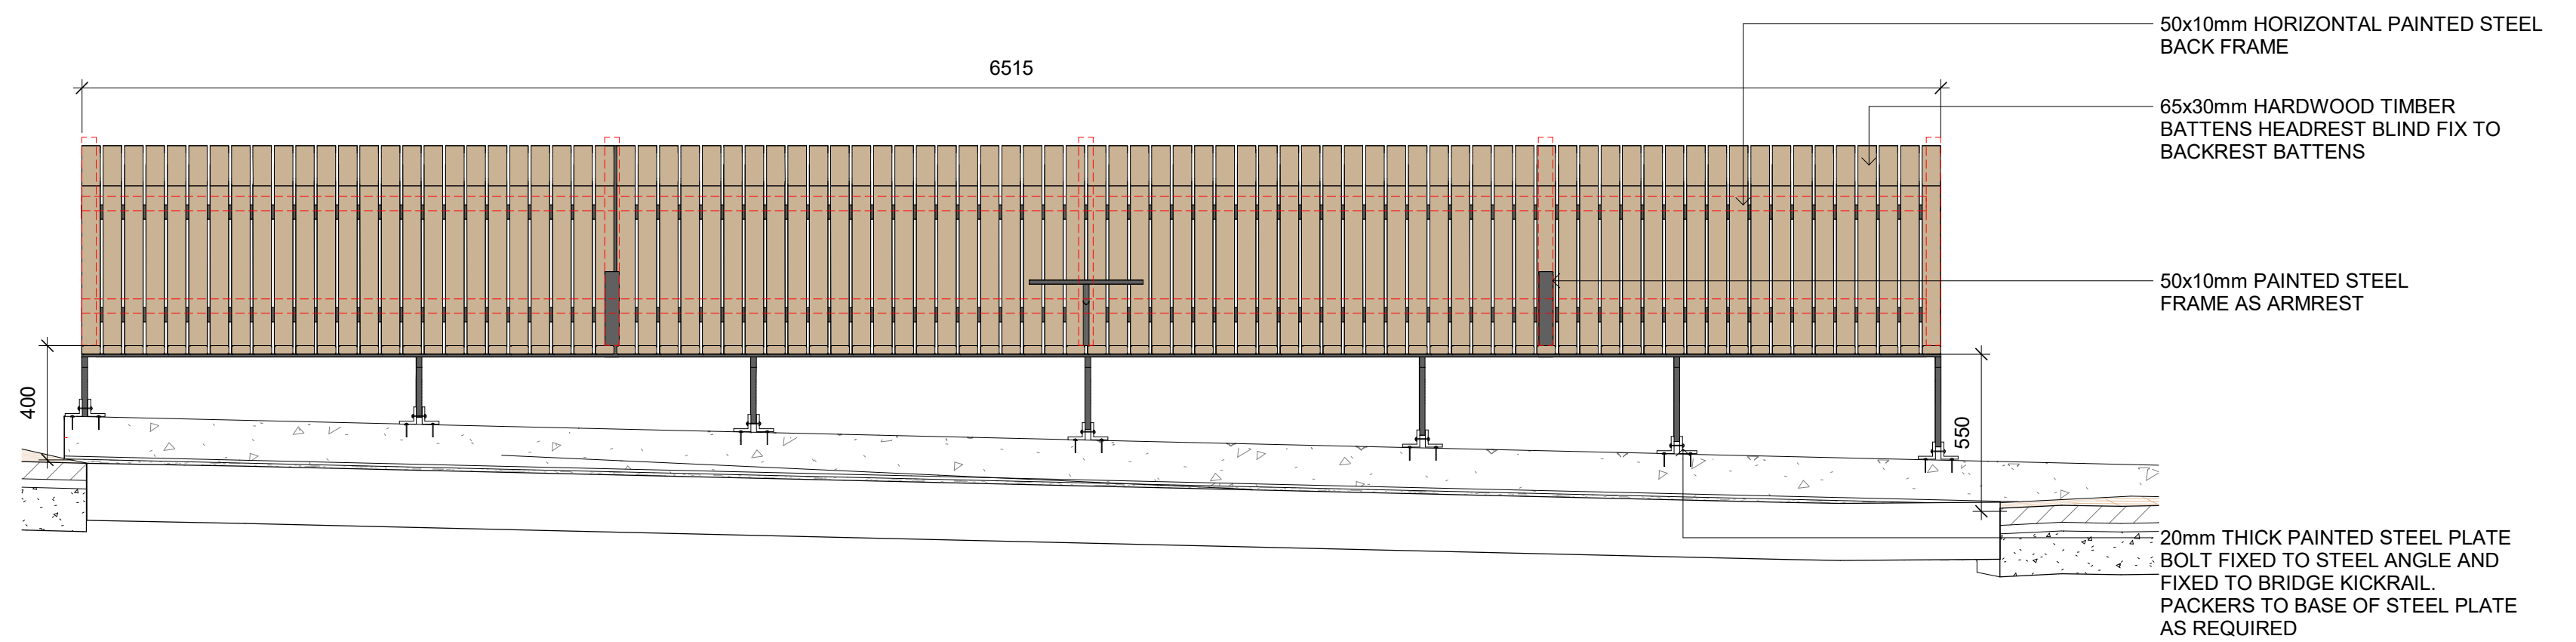 50x10mm HORIZONTAL PAINTED STEEL
BACK FRAME
6515
65x30mm HARDWOOD TIMBER
BATTENS HEADREST BLIND FIX TO
BACKREST BATTENS
50x10mm PAINTED STEEL
FRAME AS ARMREST
400
550
20mm THICK PAINTED STEEL PLATE
BOLT FIXED TO STEEL ANGLE AND
FIXED TO BRIDGE KICKRAIL.
PACKERS TO BASE OF STEEL PLATE
AS REQUIRED